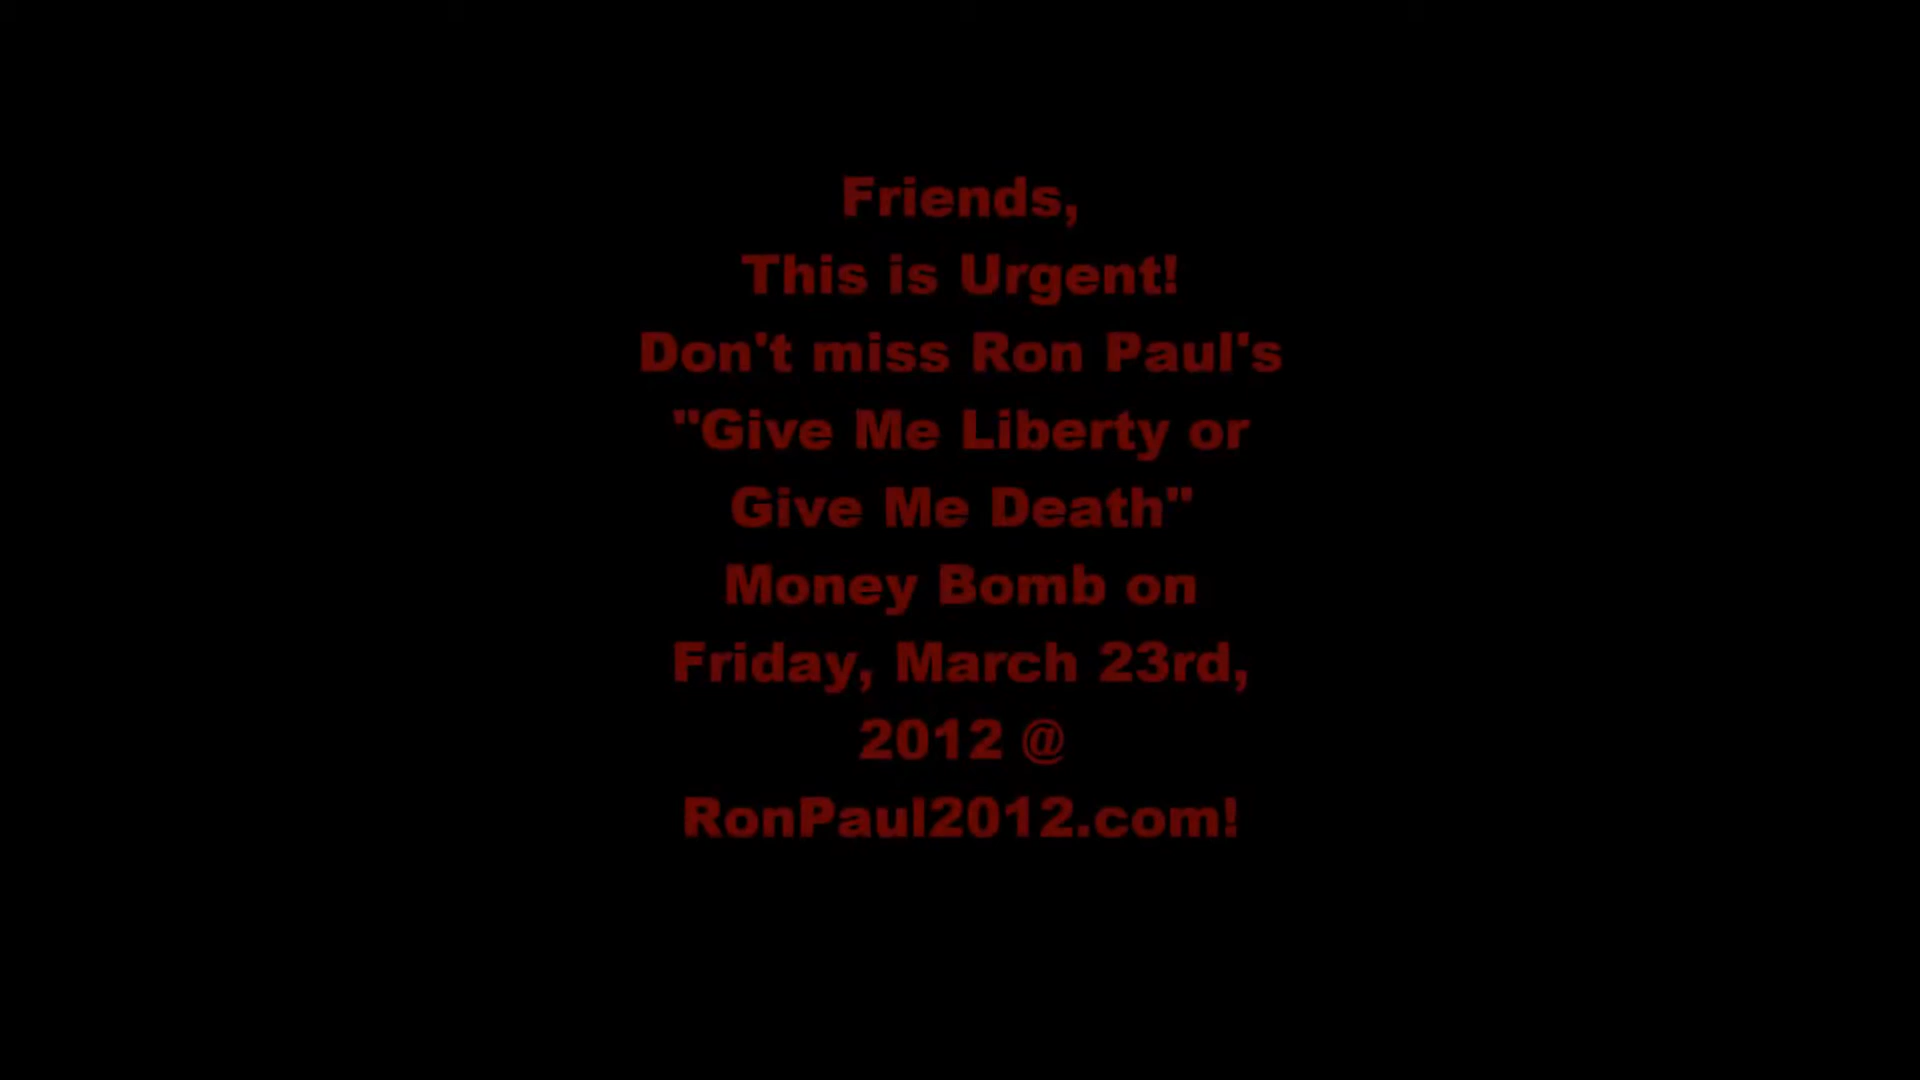 Friends,
This is Urgent!
Don't miss Ron Paul's
"Give Me Liberty or
Give Me Death"
Money Bomb on
Friday, March 23rd,
2012 @
RonPaul2012.com!